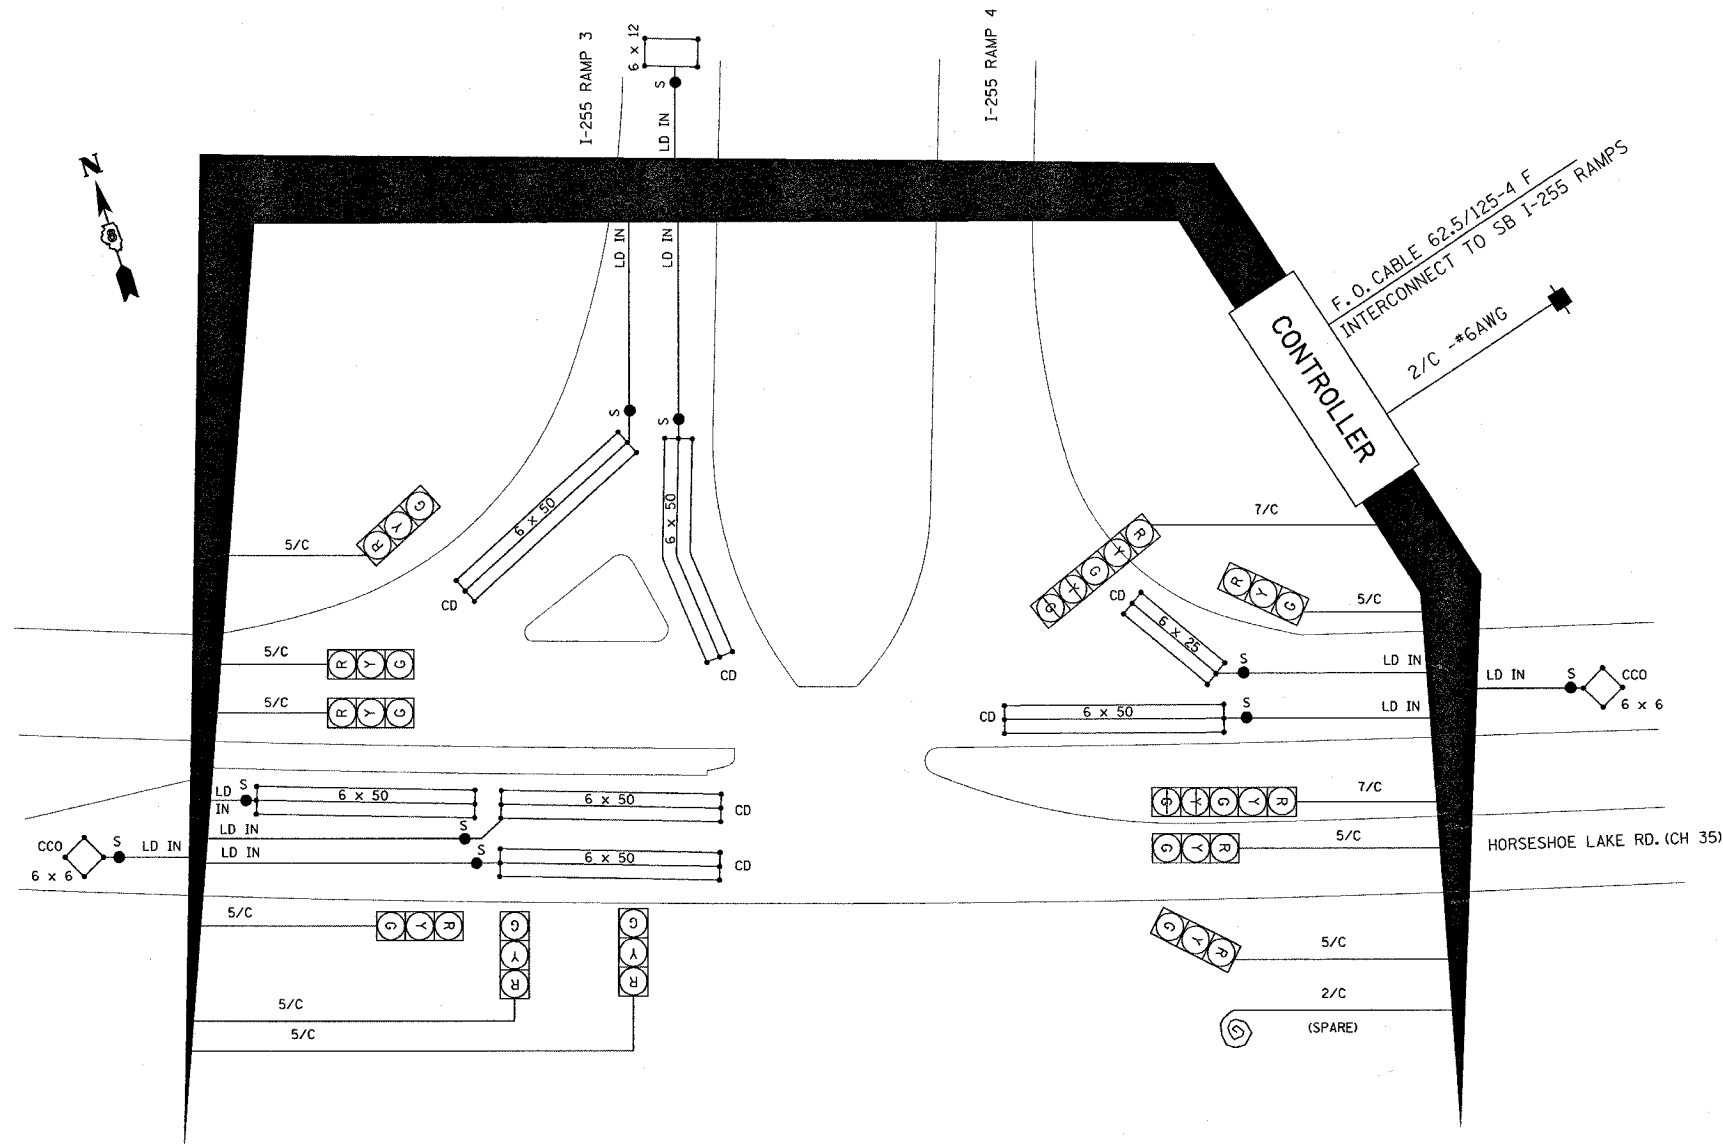 I-255 RAMP 3
6 x 12
S
LD IN
I-255 RAMP 4
N
F.O. CABLE 62.5/125-4 F
INTERCONNECT TO SB I-255 RAMPS
2/C -#6AWG
CONTROLLER
LD IN
LD IN
S
S
6 x 50
6 x 50
CD
CD
5/C
R Y G
5/C
R Y G
5/C
R Y G
7/C
R Y G Y G
CD
6 x 25
R Y G
5/C
S
LD IN
CD
6 x 50
S
LD IN
LD IN
S
CCO
6 x 6
LD IN
S
6 x 50
6 x 50
CD
LD IN
S
LD IN
S
6 x 50
CD
CCO
S
LD IN
6 x 6
G Y G Y R
7/C
G Y R
5/C
HORSESHOE LAKE RD. (CH 35)
5/C
G Y R
G Y R
G Y R
5/C
5/C
G Y R
5/C
2/C
(SPARE)